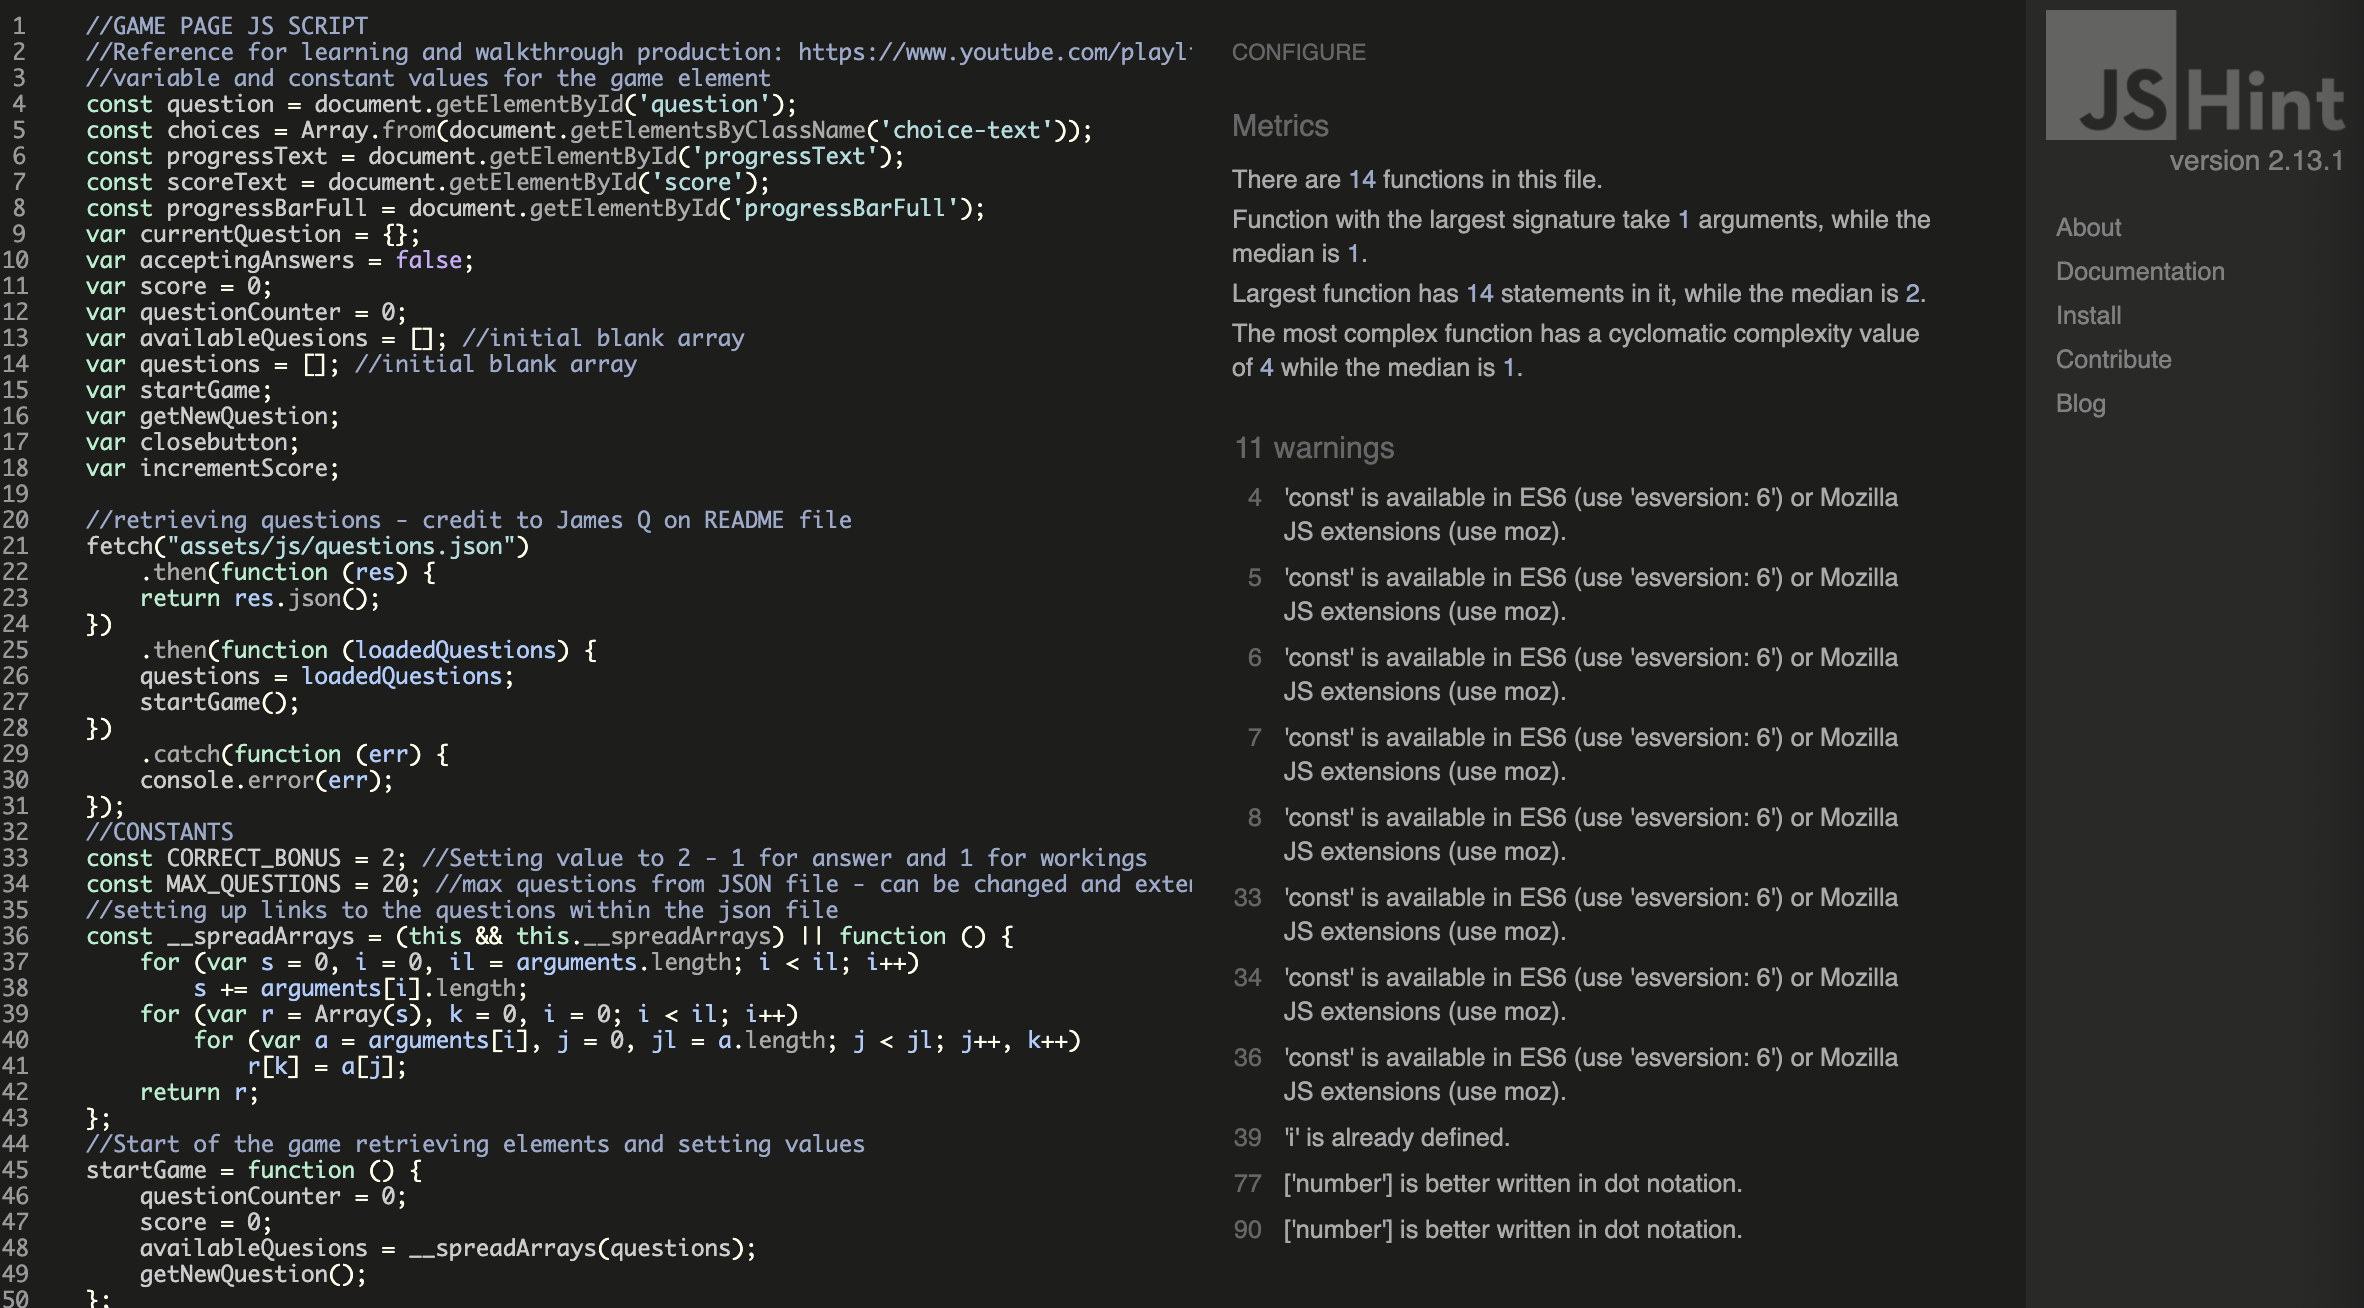 1 //GAME PAGE JS SCRIPT
2 //Reference for learning and walkthrough production: https://www.youtube.com/playl
3 //variable and constant values for the game element
4 const question = document.getElementById('question');
5 const choices = Array.from(document.getElementsByClassName('choice-text'));
6 const progressText = document.getElementById('progressText');
7 const scoreText = document.getElementById('score');
8 const progressBarFull = document.getElementById('progressBarFull');
9 var currentQuestion = {};
10 var acceptingAnswers = false;
11 var score = 0;
12 var questionCounter = 0;
13 var availableQuesions = []; //initial blank array
14 var questions = []; //initial blank array
15 var startGame;
16 var getNewQuestion;
17 var closebutton;
18 var incrementScore;
19
20 //retrieving questions - credit to James Q on README file
21 fetch("assets/js/questions.json")
22 .then(function (res) {
23 return res.json();
24 })
25 .then(function (loadedQuestions) {
26 questions = loadedQuestions;
27 startGame();
28 })
29 .catch(function (err) {
30 console.error(err);
31 });
32 //CONSTANTS
33 const CORRECT_BONUS = 2; //Setting value to 2 - 1 for answer and 1 for workings
34 const MAX_QUESTIONS = 20; //max questions from JSON file - can be changed and exten
35 //setting up links to the questions within the json file
36 const __spreadArrays = (this && this.__spreadArrays) || function () {
37 for (var s = 0, i = 0, il = arguments.length; i < il; i++)
38 s += arguments[i].length;
39 for (var r = Array(s), k = 0, i = 0; i < il; i++)
40 for (var a = arguments[i], j = 0, jl = a.length; j < jl; j++, k++)
41 r[k] = a[j];
42 return r;
43 };
44 //Start of the game retrieving elements and setting values
45 startGame = function () {
46 questionCounter = 0;
47 score = 0;
48 availableQuesions = __spreadArrays(questions);
49 getNewQuestion();
50 };
CONFIGURE
Metrics
There are 14 functions in this file.
Function with the largest signature take 1 arguments, while the
median is 1.
Largest function has 14 statements in it, while the median is 2.
The most complex function has a cyclomatic complexity value
of 4 while the median is 1.
11 warnings
4 'const' is available in ES6 (use 'esversion: 6') or Mozilla
JS extensions (use moz).
5 'const' is available in ES6 (use 'esversion: 6') or Mozilla
JS extensions (use moz).
6 'const' is available in ES6 (use 'esversion: 6') or Mozilla
JS extensions (use moz).
7 'const' is available in ES6 (use 'esversion: 6') or Mozilla
JS extensions (use moz).
8 'const' is available in ES6 (use 'esversion: 6') or Mozilla
JS extensions (use moz).
33 'const' is available in ES6 (use 'esversion: 6') or Mozilla
JS extensions (use moz).
34 'const' is available in ES6 (use 'esversion: 6') or Mozilla
JS extensions (use moz).
36 'const' is available in ES6 (use 'esversion: 6') or Mozilla
JS extensions (use moz).
39 'i' is already defined.
77 ['number'] is better written in dot notation.
90 ['number'] is better written in dot notation.
JSHint
version 2.13.1
About
Documentation
Install
Contribute
Blog